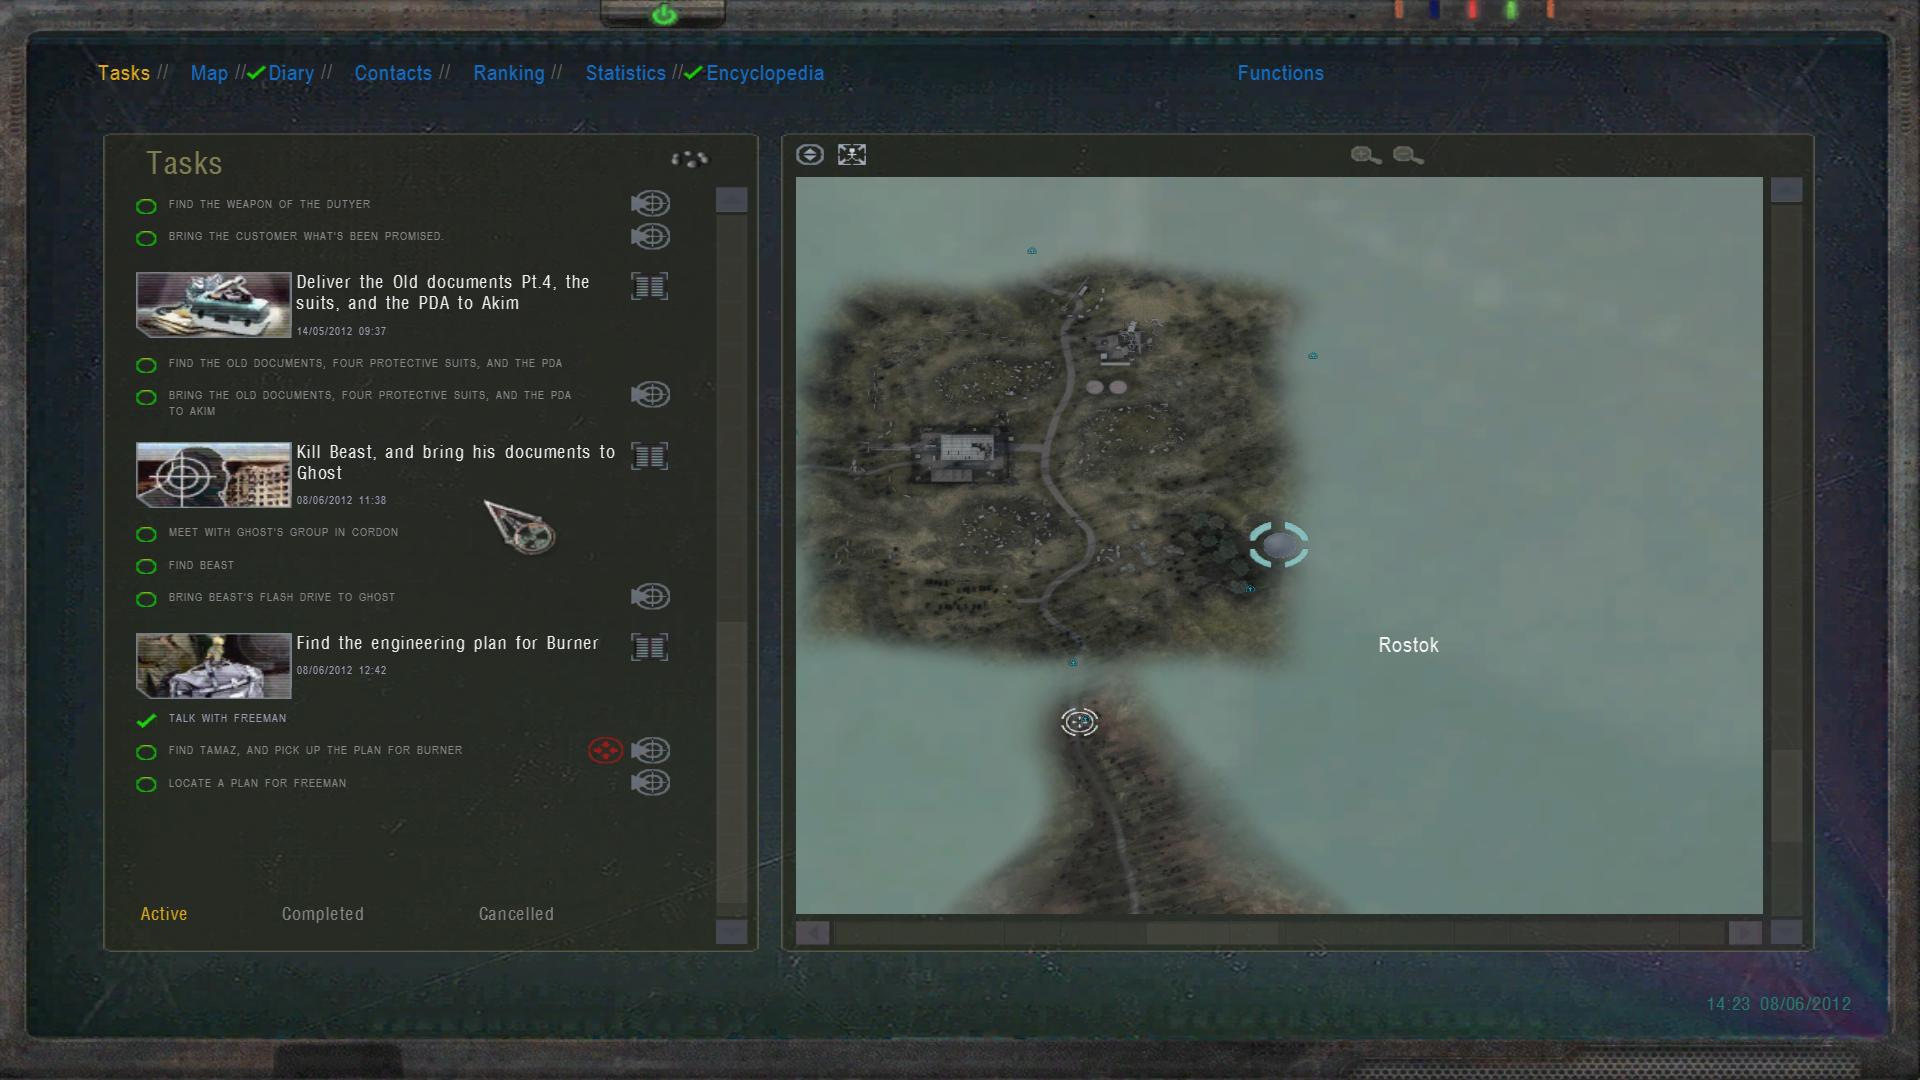 Tasks // Map // Diary // Contacts // Ranking // Statistics // Encyclopedia
Functions
Tasks
FIND THE WEAPON OF THE DUTYER
BRING THE CUSTOMER WHAT'S BEEN PROMISED.
Deliver the Old documents Pt.4, the
suits, and the PDA to Akim
14/05/2012 09:37
FIND THE OLD DOCUMENTS, FOUR PROTECTIVE SUITS, AND THE PDA
BRING THE OLD DOCUMENTS, FOUR PROTECTIVE SUITS, AND THE PDA
TO AKIM
Kill Beast, and bring his documents to
Ghost
08/06/2012 11:38
MEET WITH GHOST'S GROUP IN CORDON
FIND BEAST
BRING BEAST'S FLASH DRIVE TO GHOST
Find the engineering plan for Burner
08/06/2012 12:42
TALK WITH FREEMAN
FIND TAMAZ, AND PICK UP THE PLAN FOR BURNER
LOCATE A PLAN FOR FREEMAN
Active
Completed
Cancelled
Rostok
14:23 08/06/2012